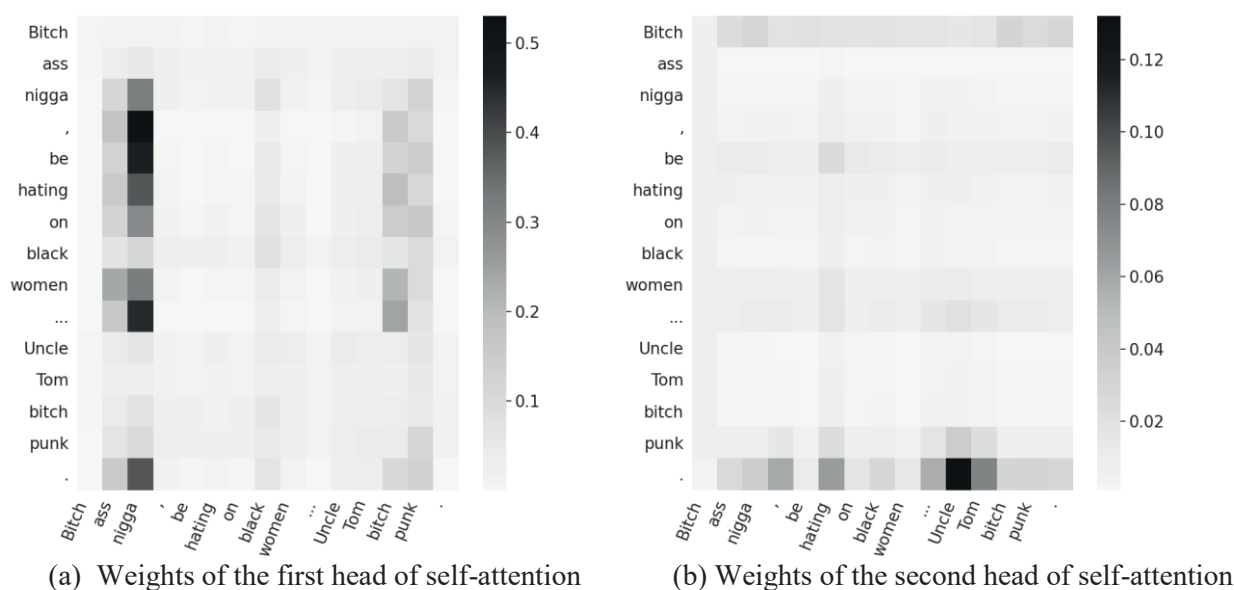 Bitch
ass
nigga
,
be
hating
on
black
women
...
Uncle
Tom
bitch
punk
.
Bitch
ass
nigga
,
be
hating
on
black
women
...
Uncle
Tom
bitch
punk
.
0.5
0.4
0.3
0.2
0.1
(a) Weights of the first head of self-attention
Bitch
ass
nigga
,
be
hating
on
black
women
...
Uncle
Tom
bitch
punk
.
Bitch
ass
nigga
,
be
hating
on
black
women
...
Uncle
Tom
bitch
punk
.
0.12
0.10
0.08
0.06
0.04
0.02
(b) Weights of the second head of self-attention